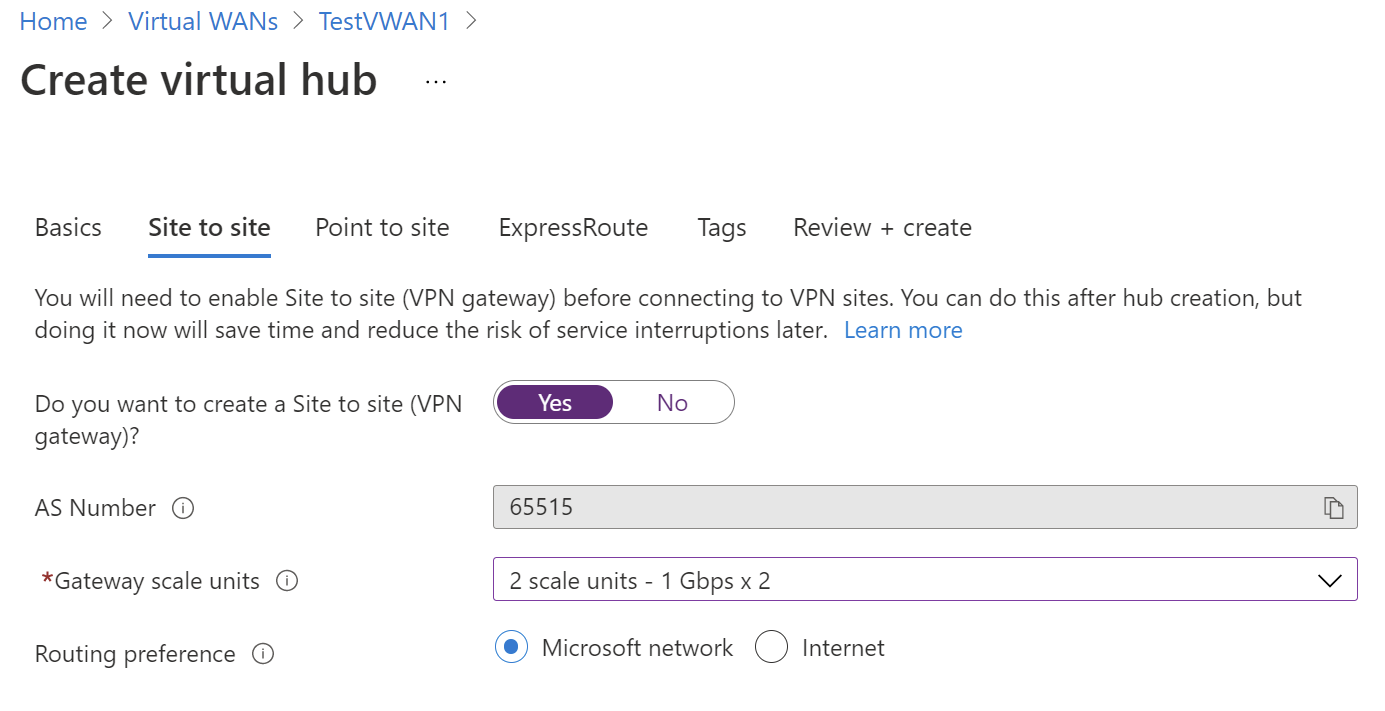 Home > Virtual WANs > TestVWAN1 >
Create virtual hub ...
Basics Site to site Point to site ExpressRoute Tags Review + create
You will need to enable Site to site (VPN gateway) before connecting to VPN sites. You can do this after hub creation, but
doing it now will save time and reduce the risk of service interruptions later. Learn more
Do you want to create a Site to site (VPN
gateway)?
Yes No
AS Number
65515
*Gateway scale units
2 scale units - 1 Gbps x 2
Routing preference
Microsoft network Internet